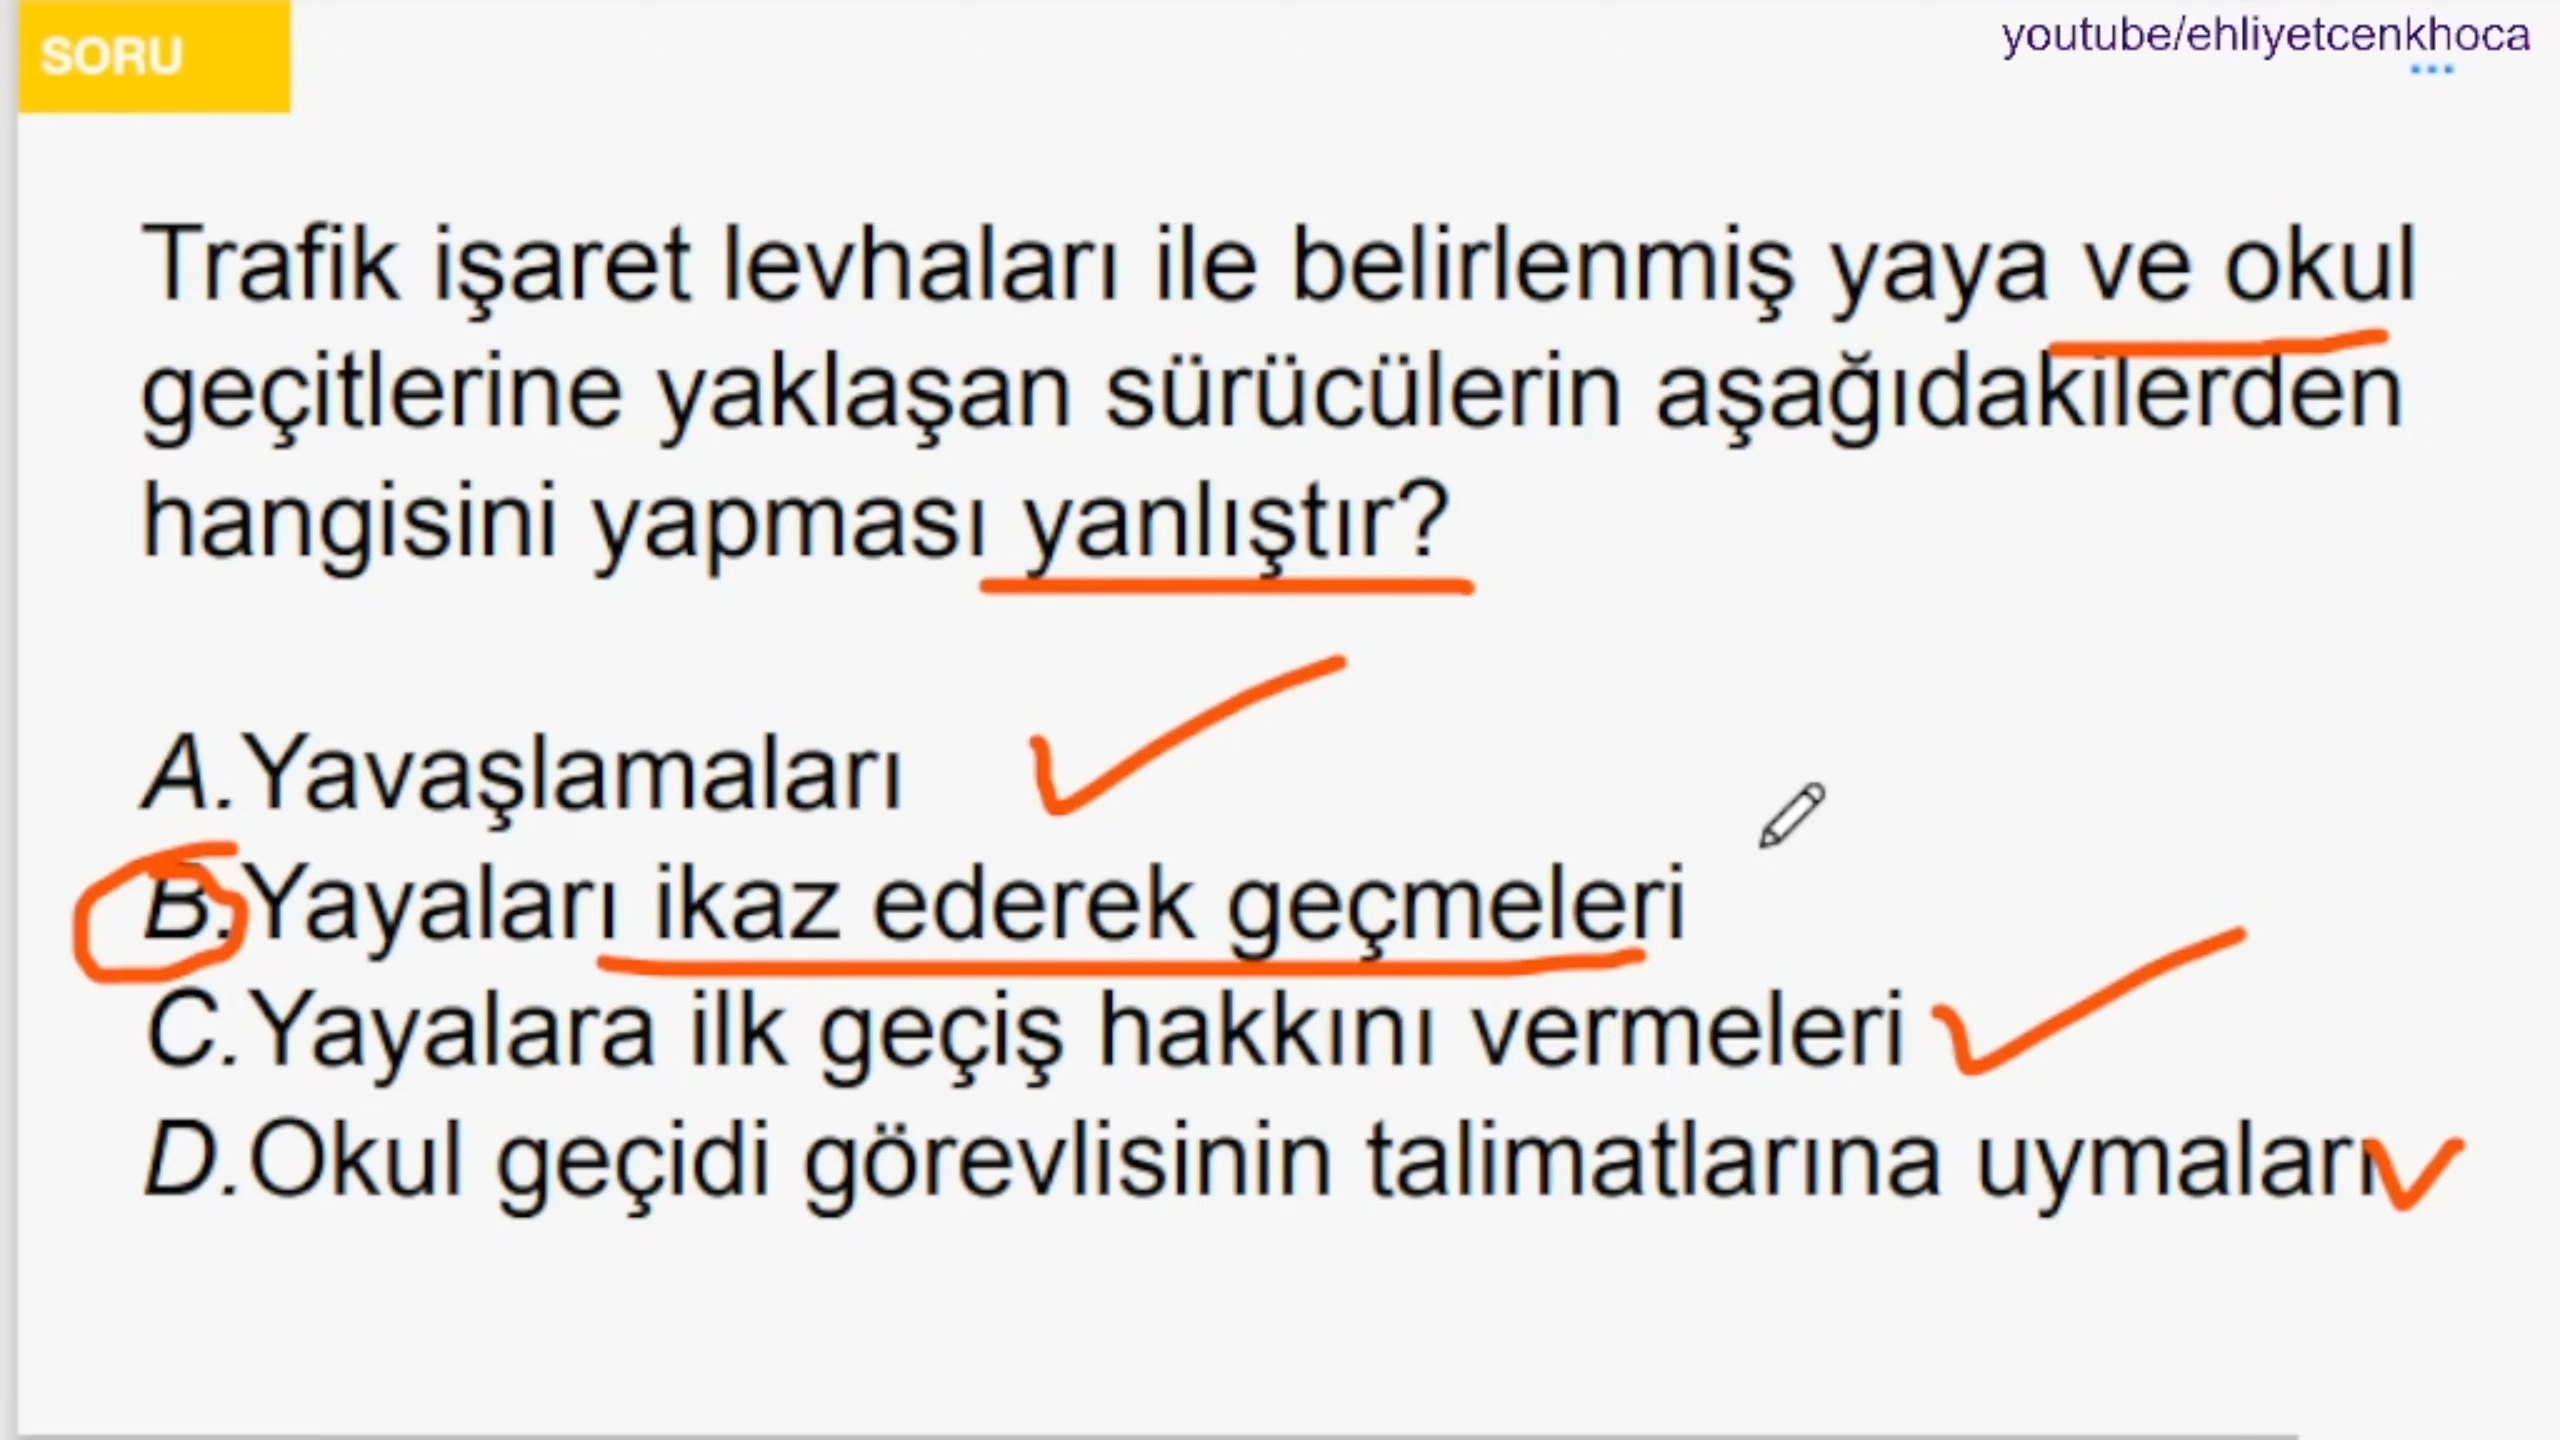 SORU
youtube/ehliyetcenkhoca
Trafik işaret levhaları ile belirlenmiş yaya ve okul
geçitlerine yaklaşan sürücülerin aşağıdakilerden
hangisini yapması yanlıştır?
A.Yavaşlamaları
B.Yayaları ikaz ederek geçmeleri
C.Yayalara ilk geçiş hakkını vermeleri
D.Okul geçidi görevlisinin talimatlarına uymaları